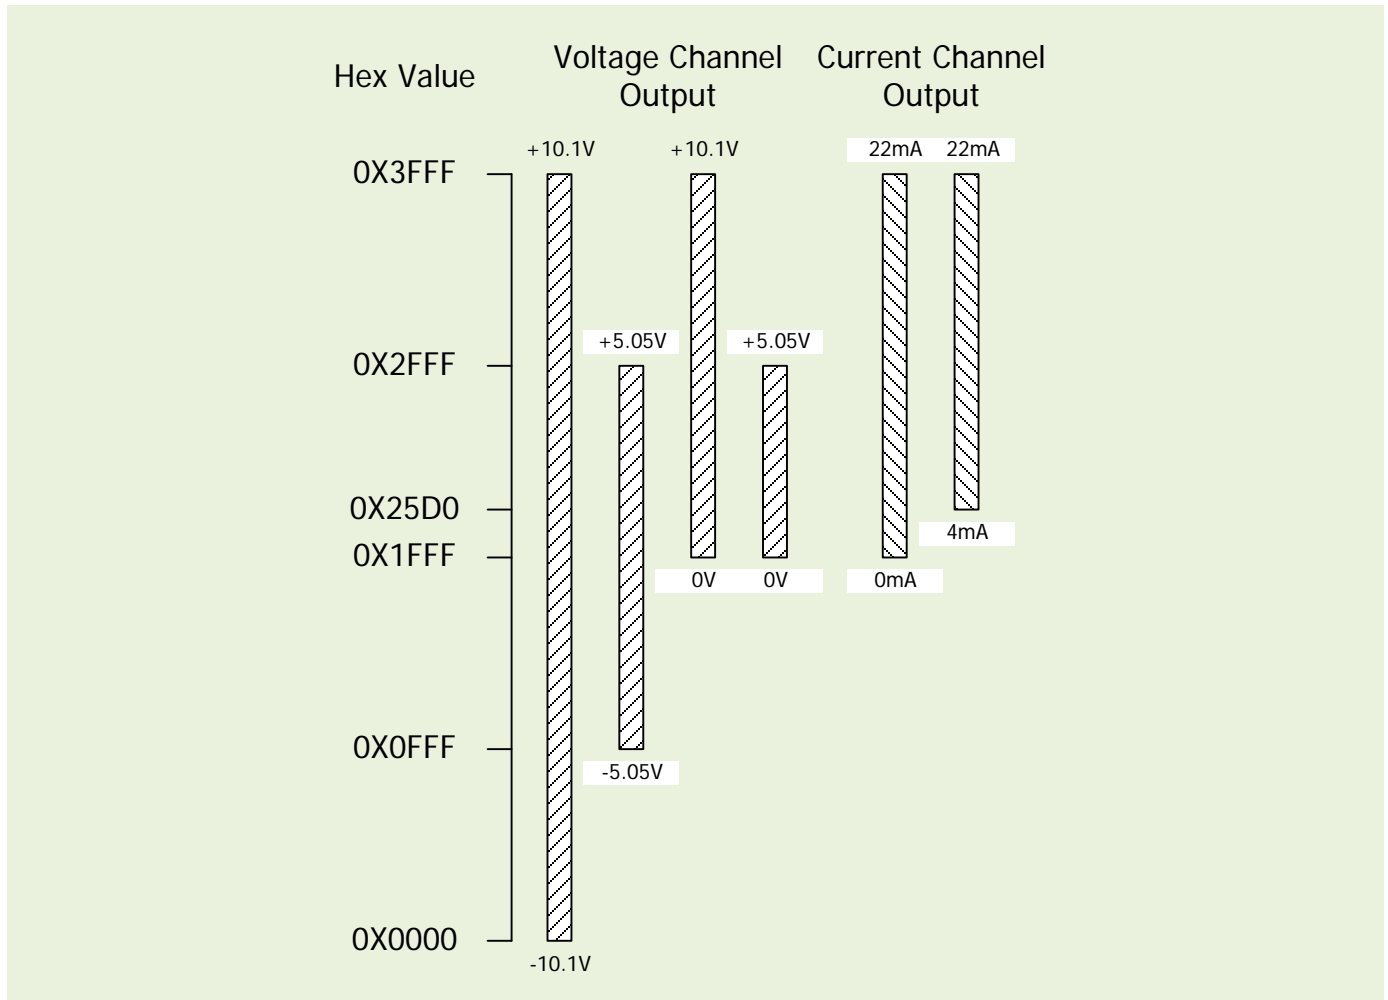 Hex Value
Voltage Channel
Output
Current Channel
Output
+10.1V
+10.1V
22mA
22mA
0X3FFF
+5.05V
+5.05V
0X2FFF
0X25D0
4mA
0X1FFF
0V
0V
0mA
0X0FFF
-5.05V
0X0000
-10.1V